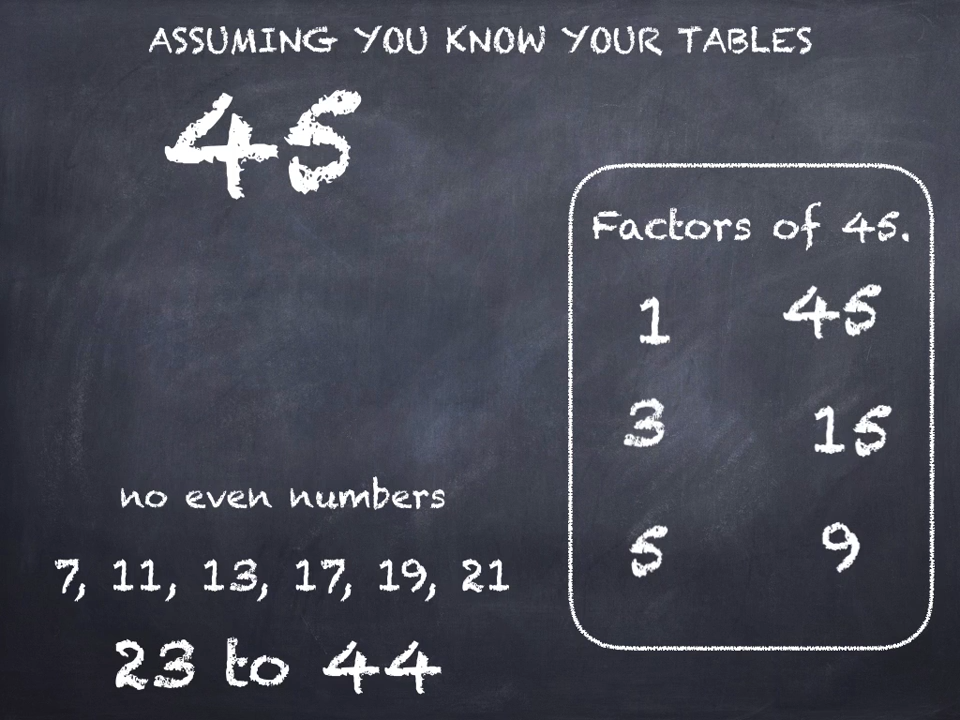 ASSUMING YOU KNOW YOUR TABLES
45
Factors of 45.
1 45
3 15
5 9
no even numbers
7, 11, 13, 17, 19, 21
23 to 44